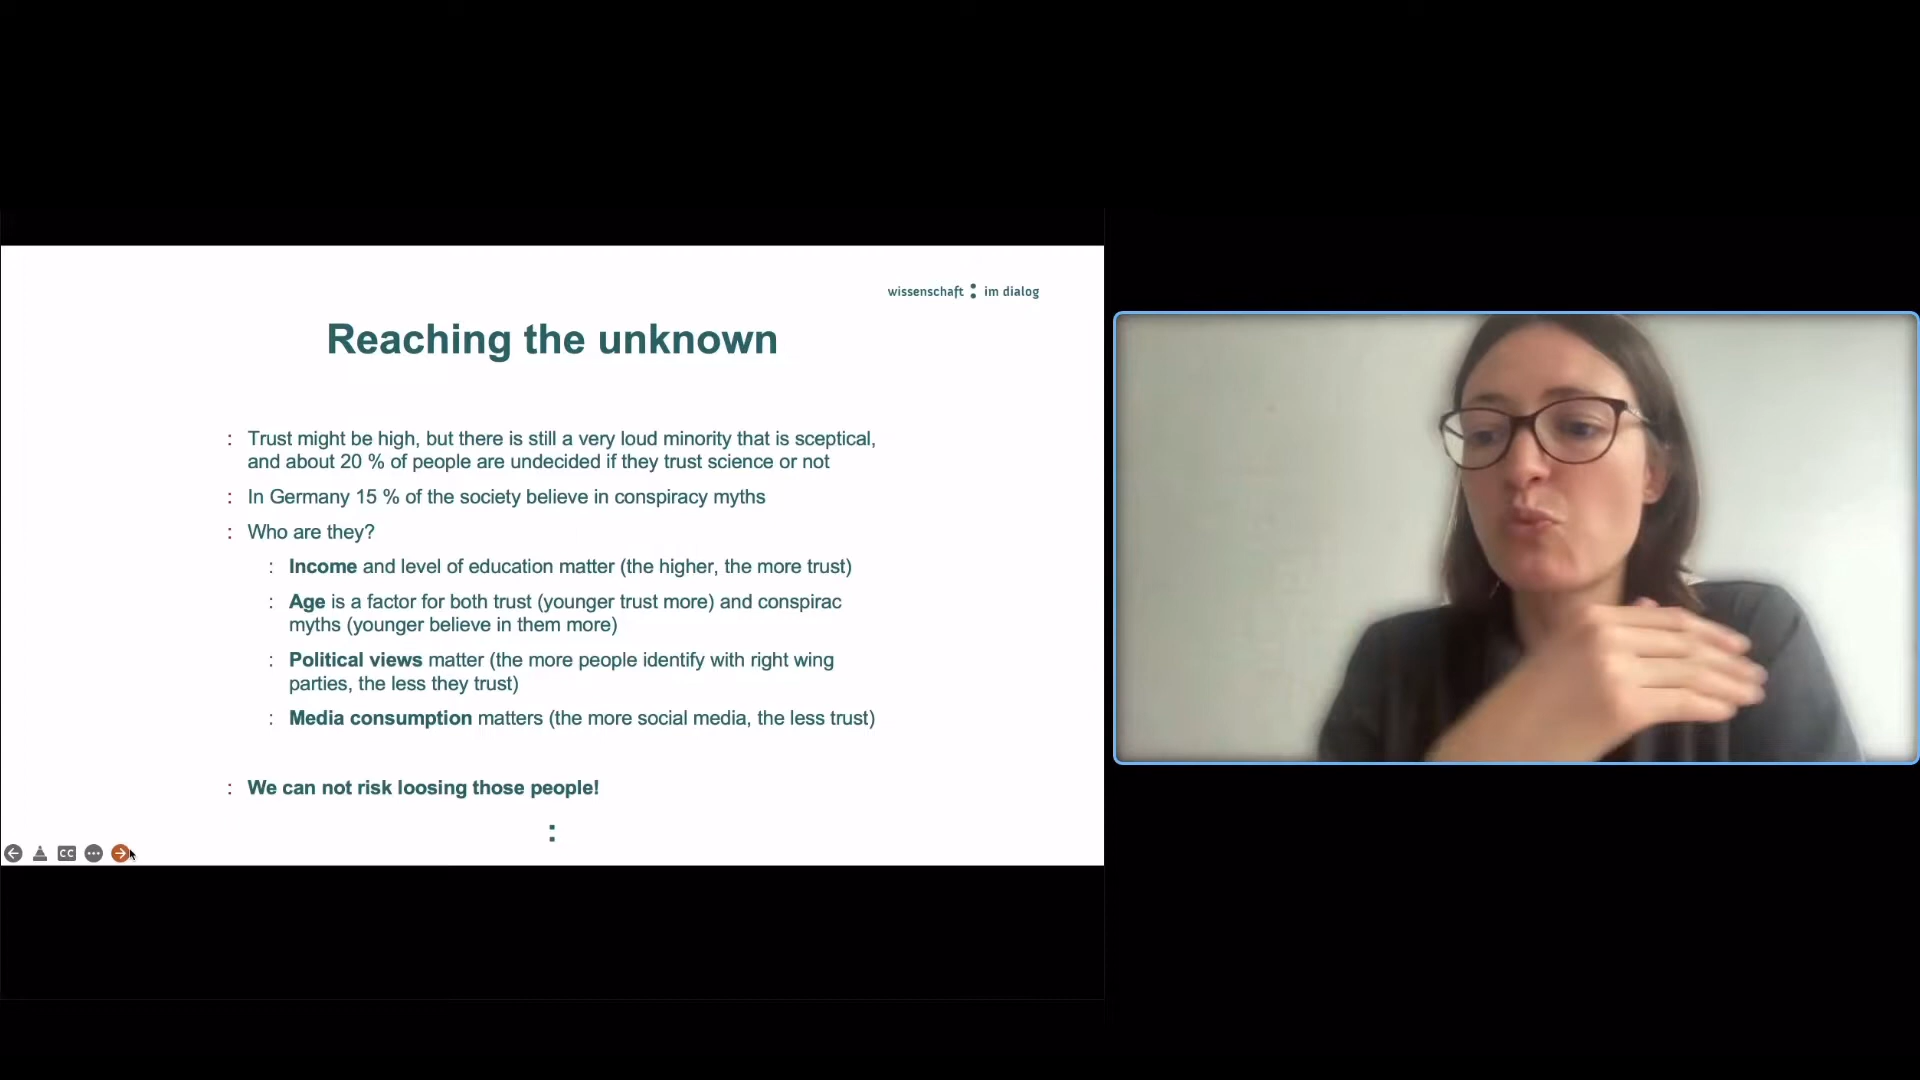 wissenschaft : im dialog
Reaching the unknown
: Trust might be high, but there is still a very loud minority that is sceptical,
and about 20 % of people are undecided if they trust science or not
: In Germany 15 % of the society believe in conspiracy myths
: Who are they?
: Income and level of education matter (the higher, the more trust)
: Age is a factor for both trust (younger trust more) and conspirac
myths (younger believe in them more)
: Political views matter (the more people identify with right wing
parties, the less they trust)
: Media consumption matters (the more social media, the less trust)
: We can not risk loosing those people!
:
CC